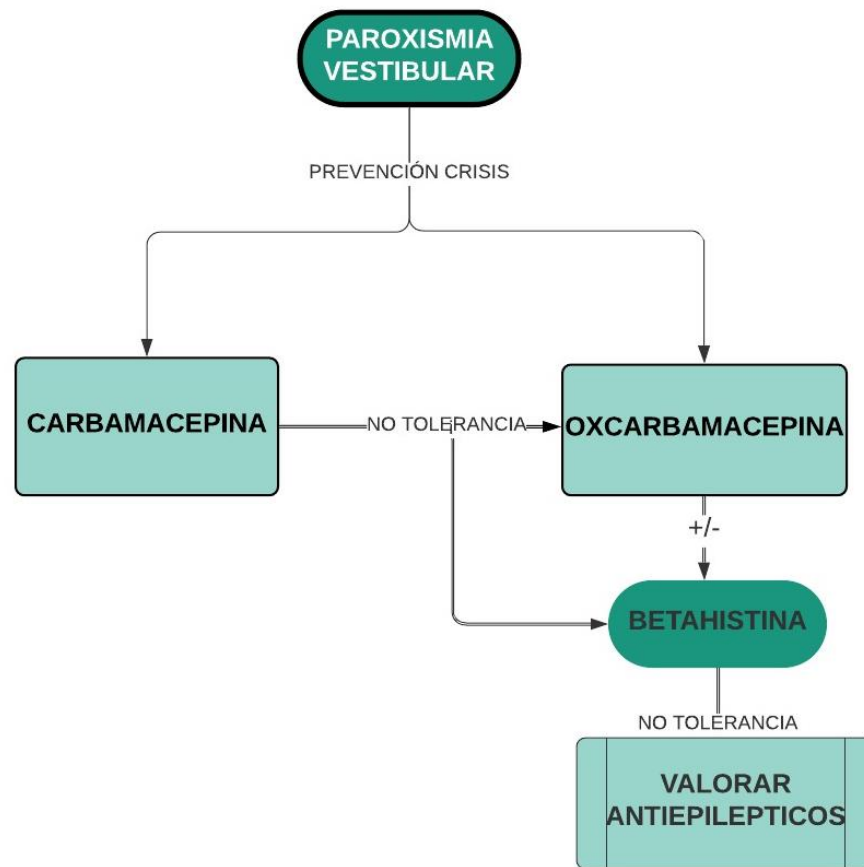 PAROXISMIA
VESTIBULAR
PREVENCIÓN CRISIS
CARBAMACEPINA
NO TOLERANCIA
OXCARBAMACEPINA
+/-
BETAHISTINA
NO TOLERANCIA
VALORAR
ANTIEPILEPTICOS